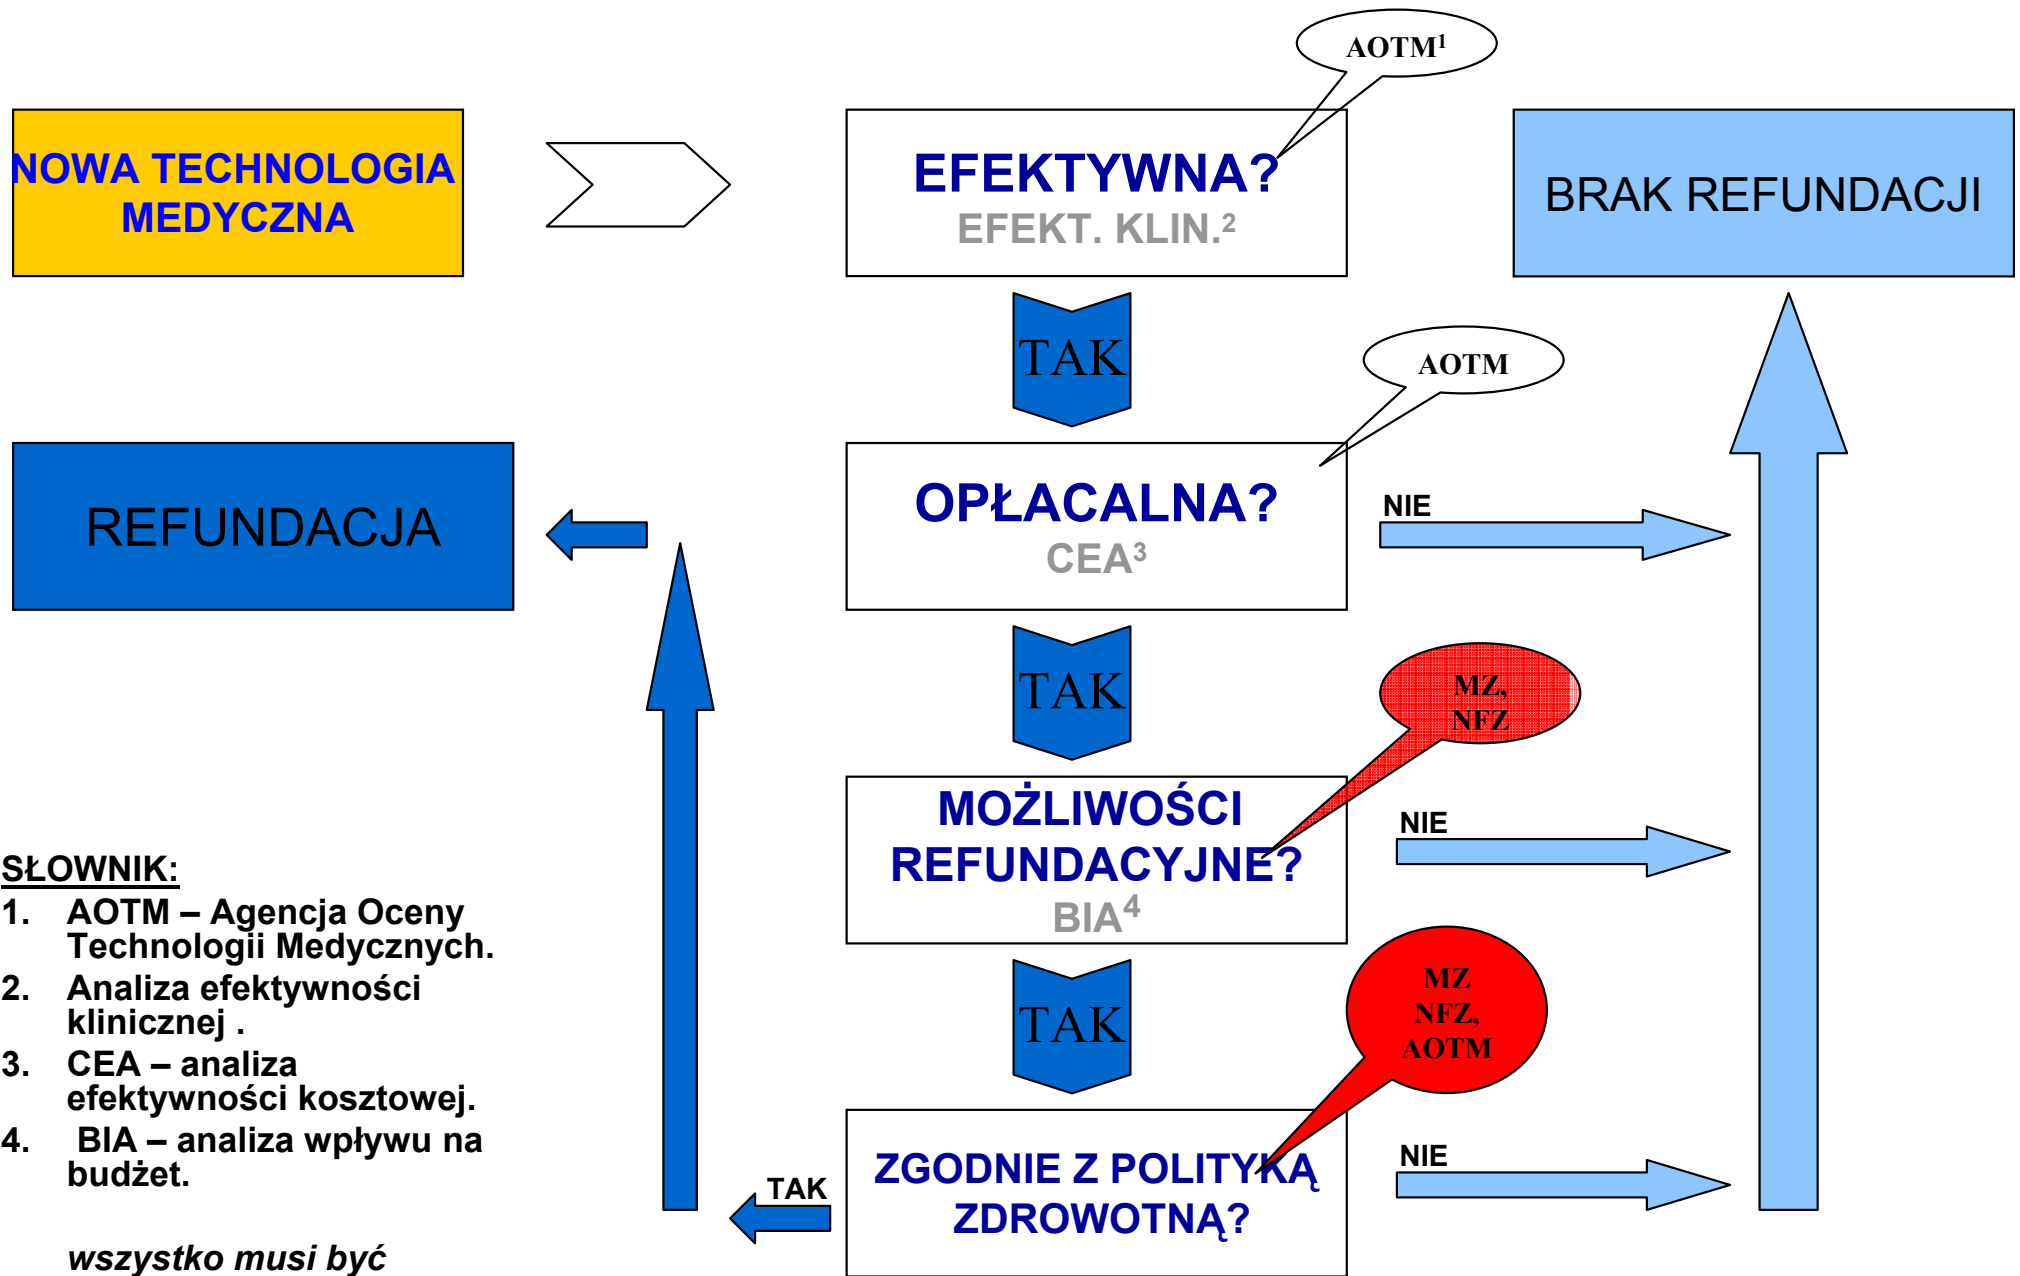 AOTM¹
NOWA TECHNOLOGIA
MEDYCZNA
EFEKTYWNA?
EFEKT. KLIN.²
BRAK REFUNDACJI
TAK
AOTM
REFUNDACJA
OPŁACALNA?
CEA³
NIE
TAK
MZ,
NFZ
MOŻLIWOŚCI
REFUNDACYJNE?
BIA⁴
NIE
TAK
MZ
NFZ,
AOTM
ZGODNIE Z POLITYKĄ
ZDROWOTNĄ?
NIE
TAK
SŁOWNIK:
1. AOTM – Agencja Oceny
Technologii Medycznych.
2. Analiza efektywności
klinicznej .
3. CEA – analiza
efektywności kosztowej.
4. BIA – analiza wpływu na
budżet.
wszystko musi być